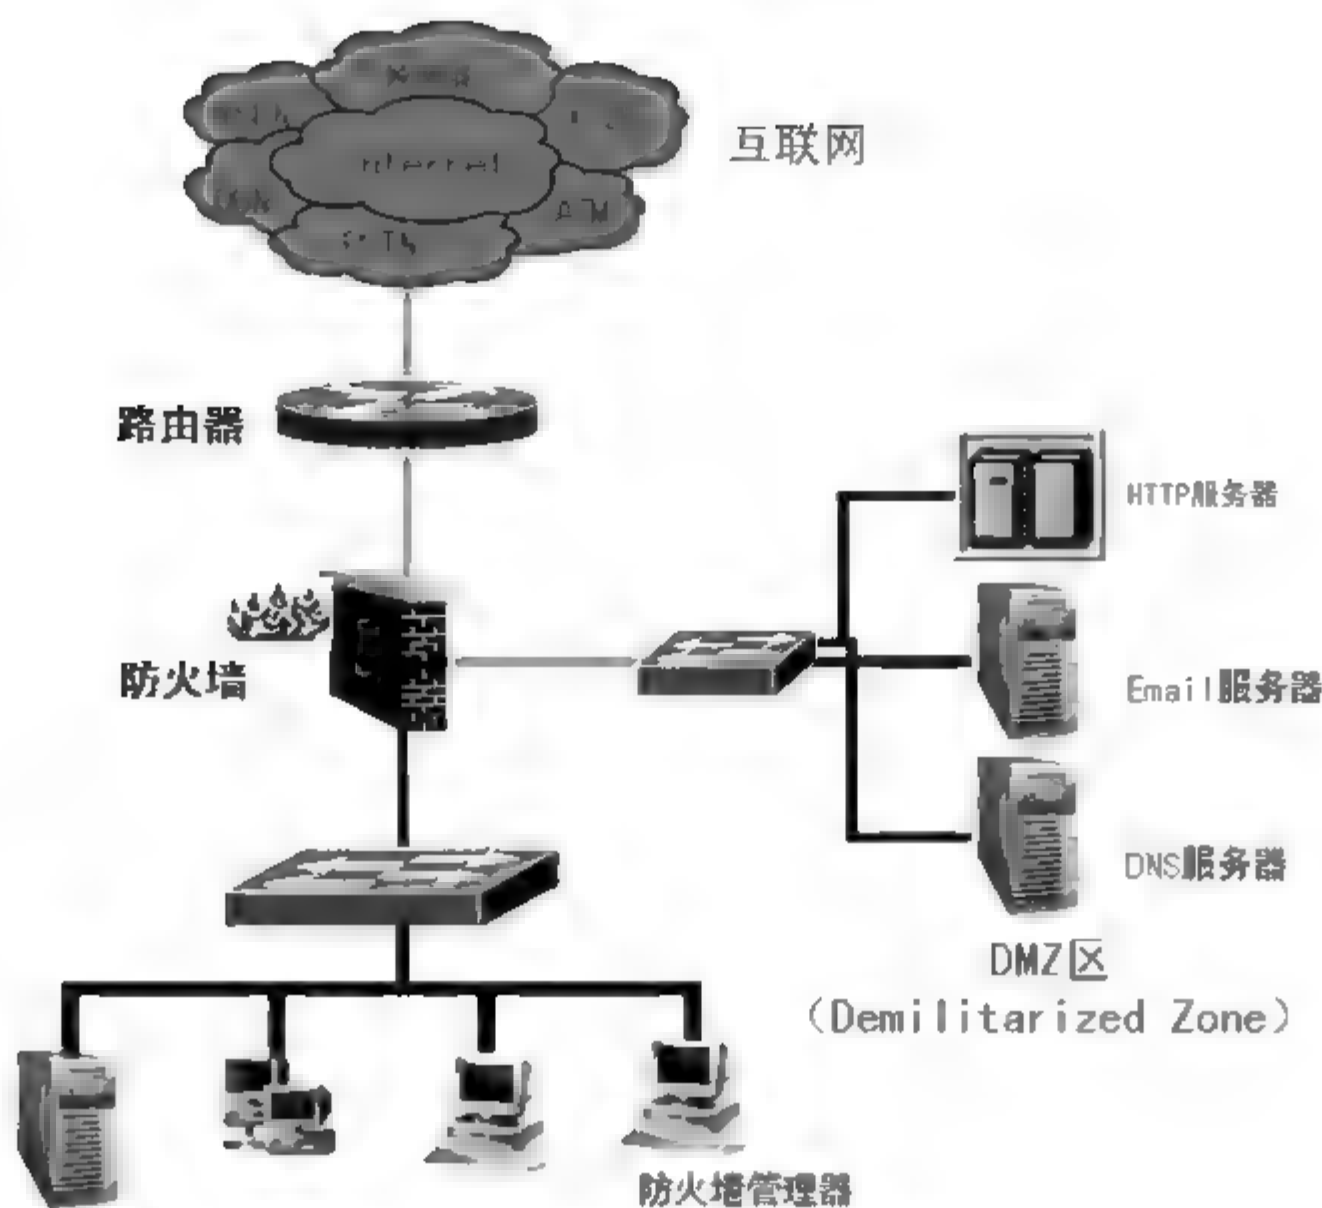 Internet
ATM
互联网
路由器
HTTP服务器
防火墙
Email服务器
DNS服务器
DMZ区
（Demilitarized Zone）
防火墙管理器